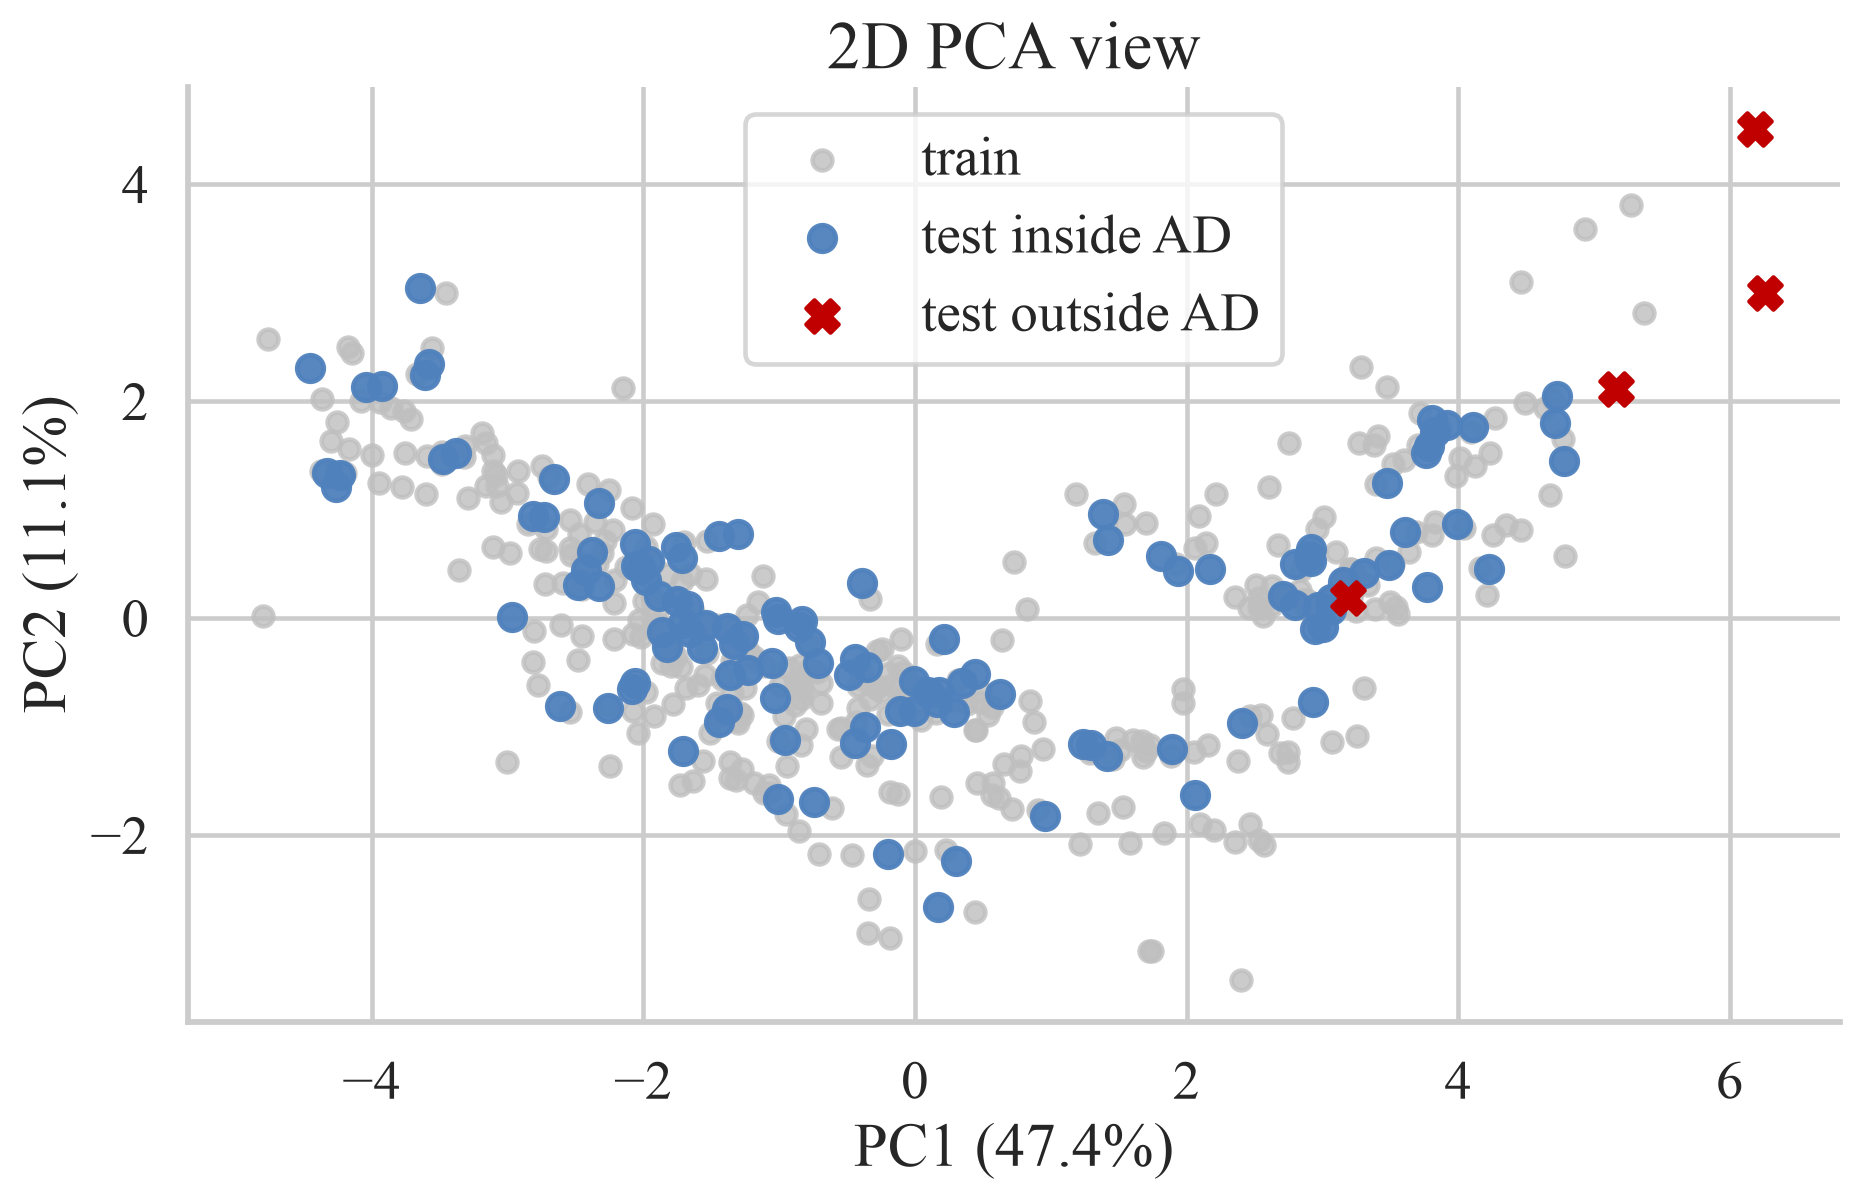 2D PCA view
train
test inside AD
test outside AD
4
2
0
−2
PC2 (11.1%)
−4
−2
0
2
4
6
PC1 (47.4%)